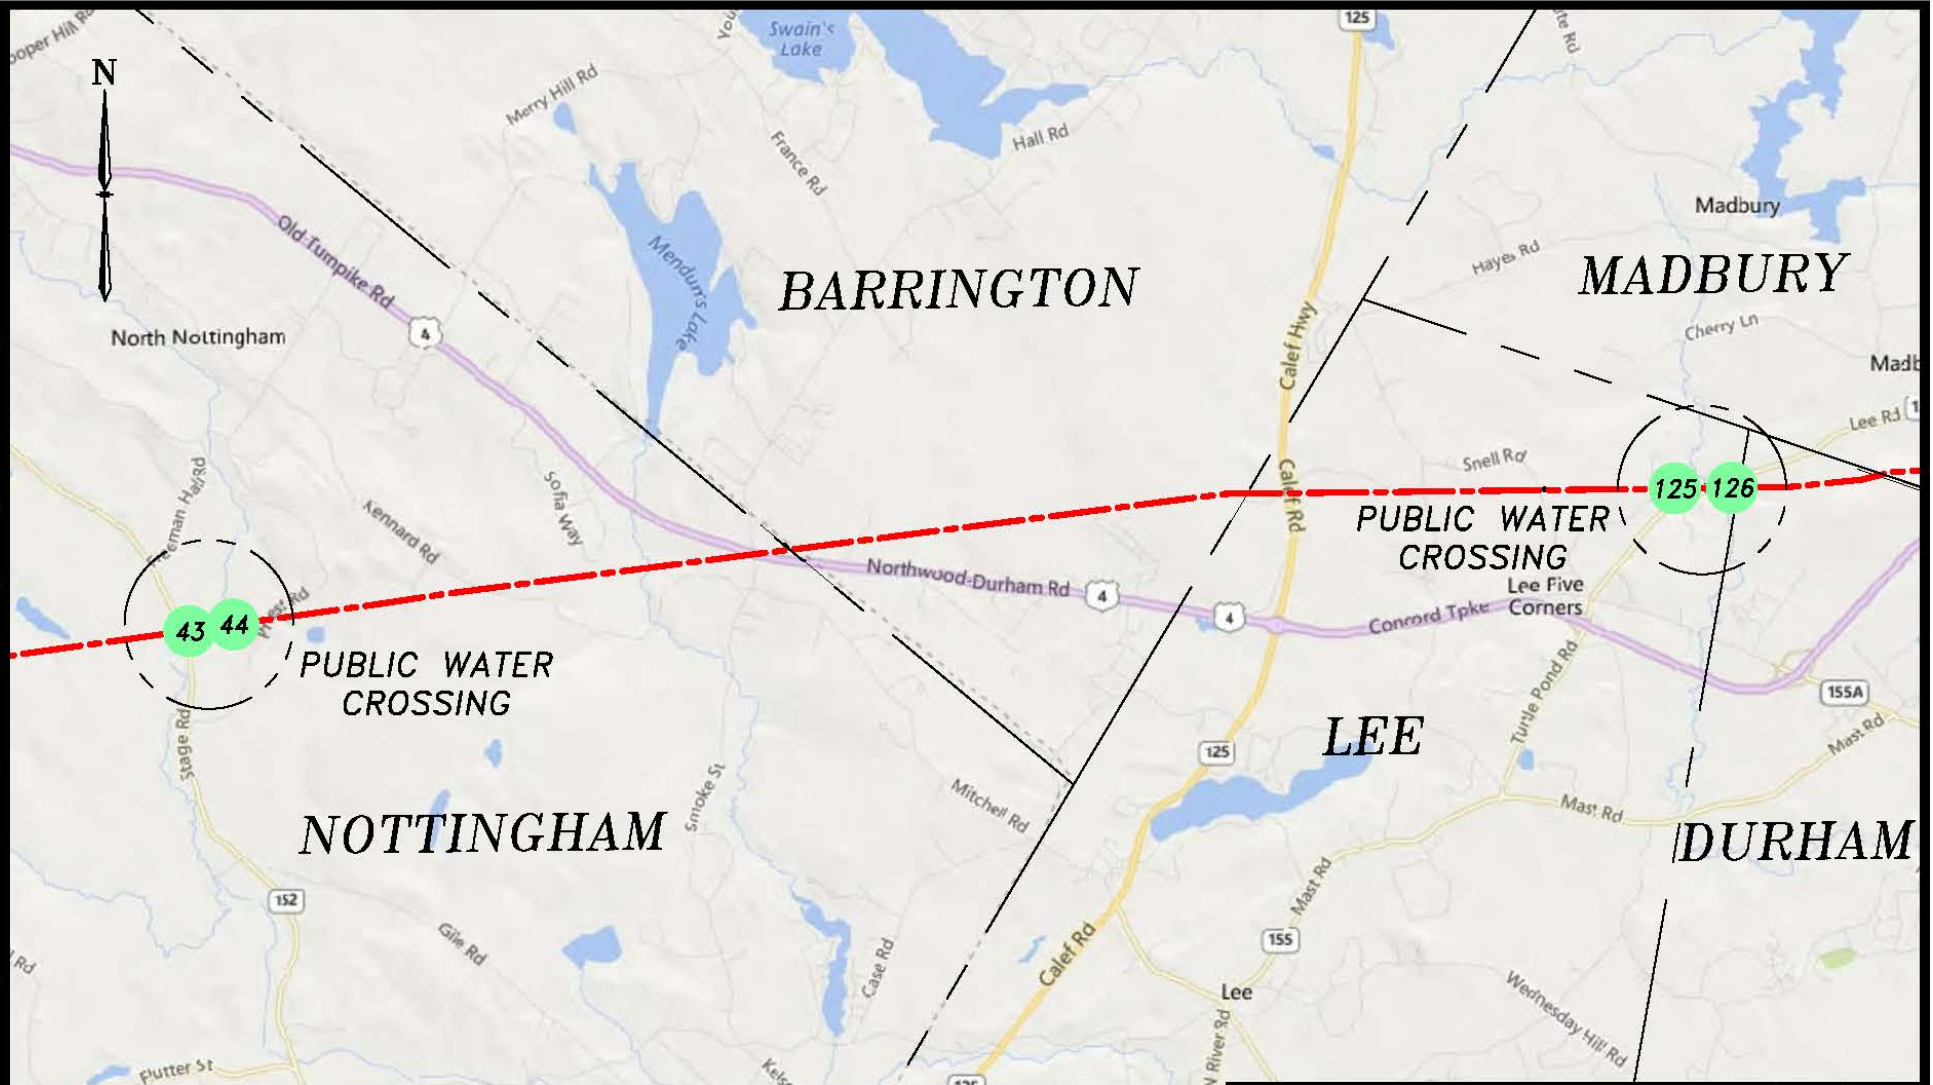 125
Swain's
Lake
N
Merry Hill Rd
Hall Rd
France Rd
Madbury
Old Turnpike Rd
Mendum's Lake
Hayes Rd
BARRINGTON
MADBURY
4
North Nottingham
Calef Hwy
Cherry Ln
Lee Rd
Snell Rd
Freeman Hall Rd
Kennard Rd
Sofia Way
Calef Rd
125
126
PUBLIC WATER
CROSSING
Northwood-Durham Rd
4
4
Lee Five
Corners
Concord Tpke
43
44
PUBLIC WATER
CROSSING
Stage Rd
Turtle Pond Rd
155A
Mast Rd
LEE
125
Smoke St
Mitchell Rd
Mast Rd
NOTTINGHAM
DURHAM
152
Mast Rd
Gile Rd
Case Rd
Calef Rd
155
Lee
Wednesday Hill Rd
N River Rd
Flutter St